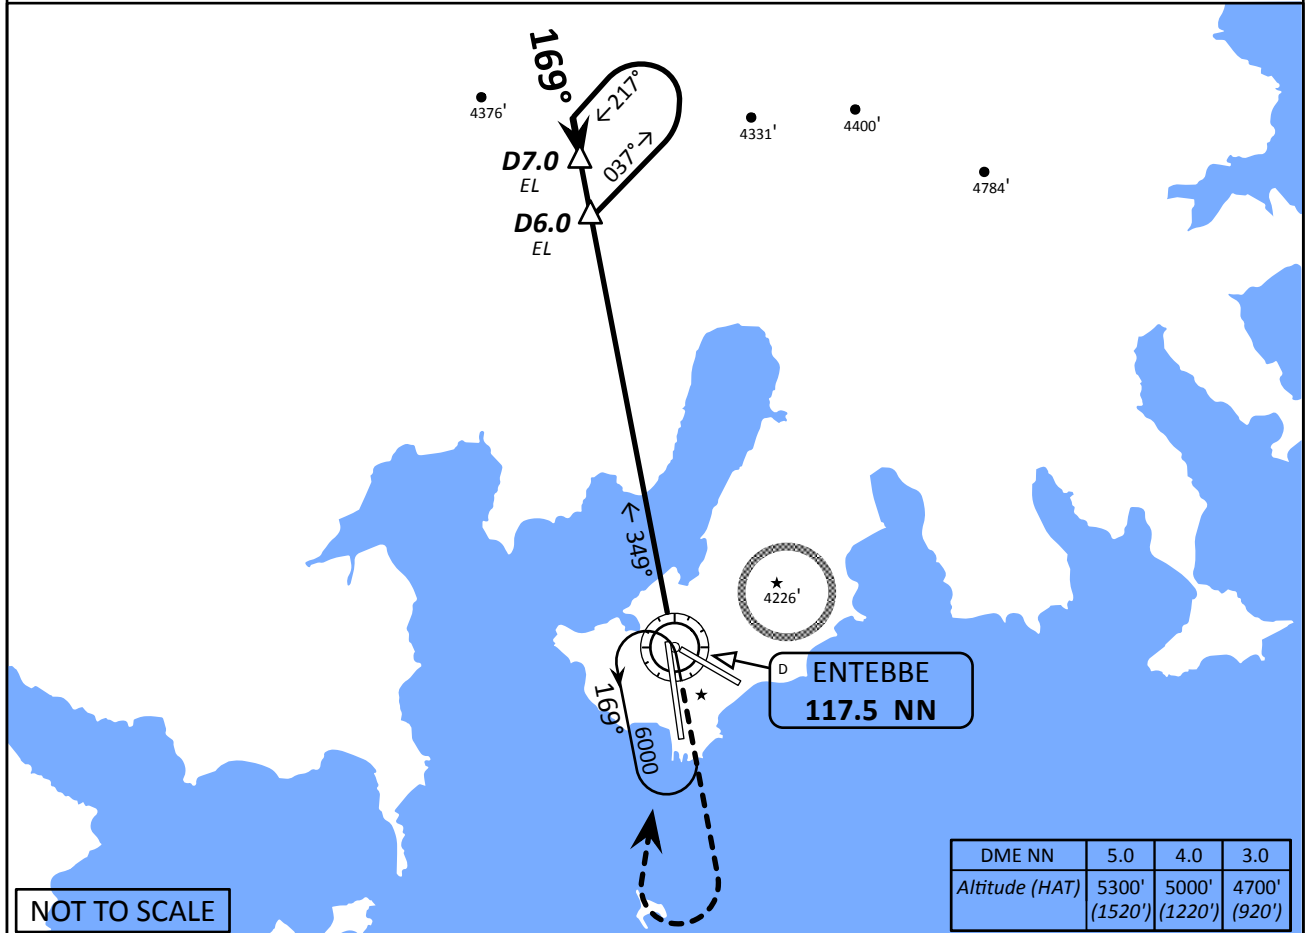 169°
←217°
037°→
4376'
4331'
4400'
4784'
D7.0
EL
D6.0
EL
← 349°
4226'
D ENTEBBE
117.5 NN
169°
6000
DME NN 5.0 4.0 3.0
Altitude (HAT) 5300' 5000' 4700'
(1520') (1220') (920')
NOT TO SCALE